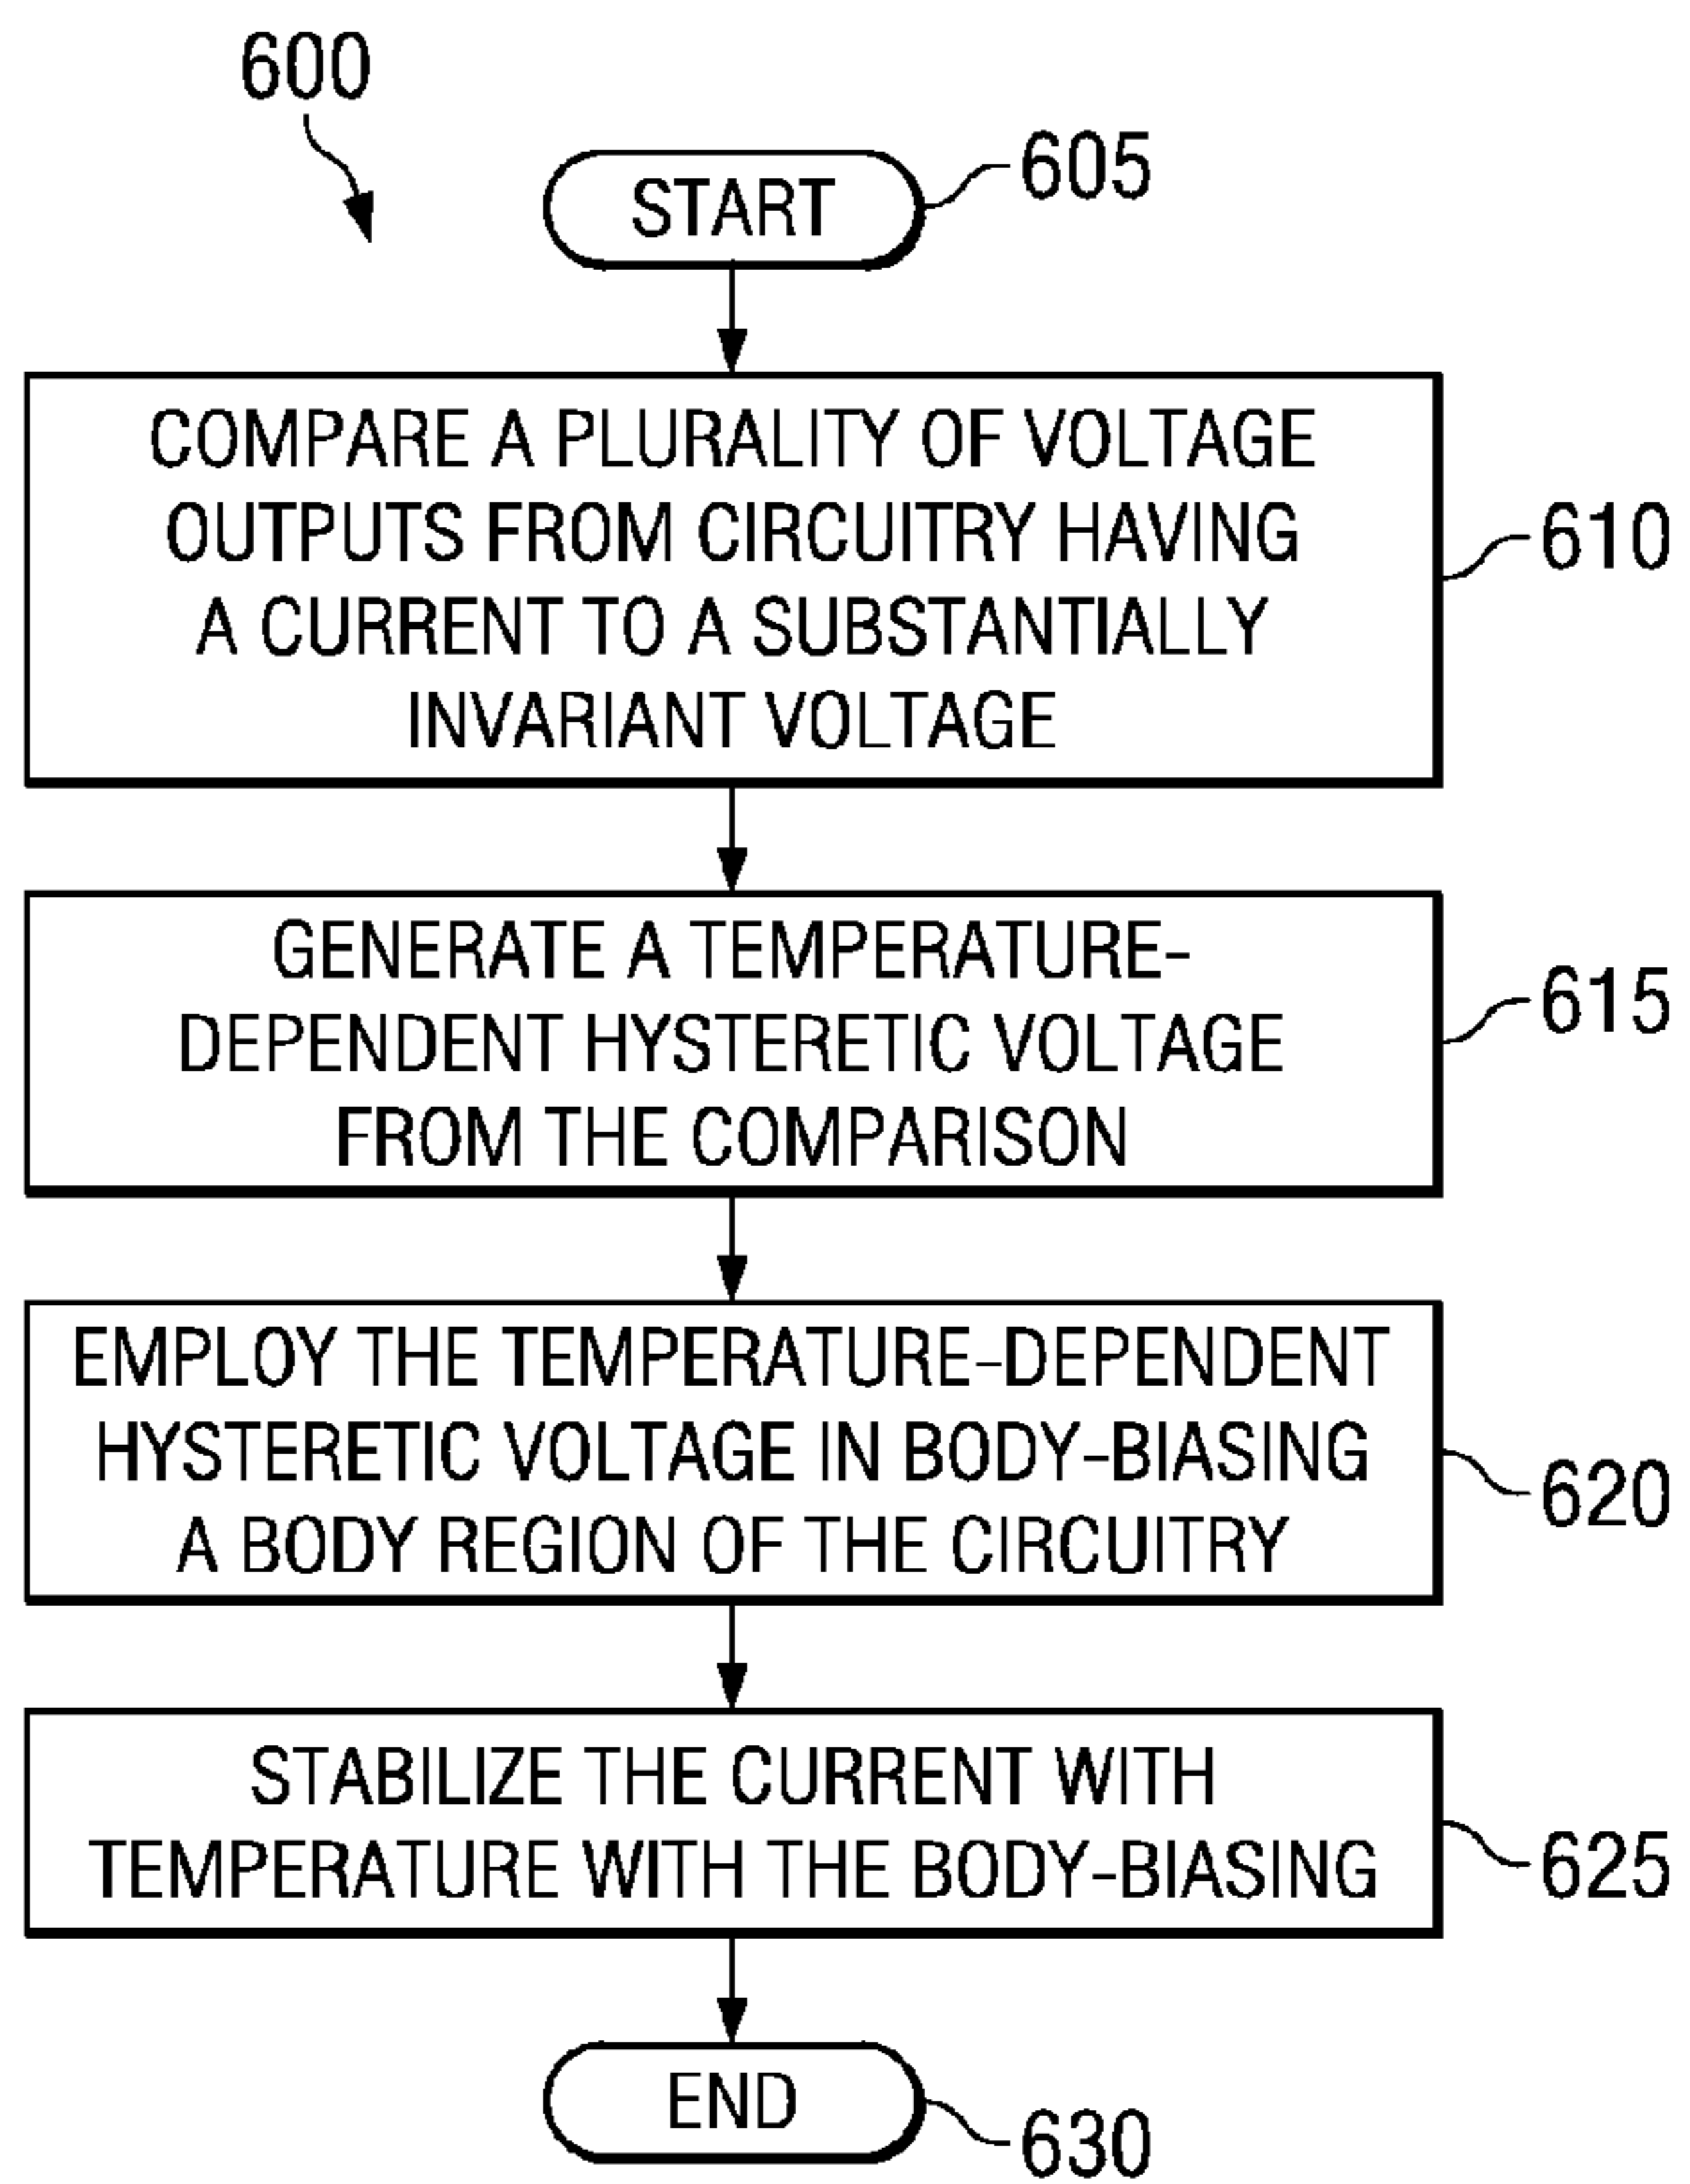 600
START
605
COMPARE A PLURALITY OF VOLTAGE
OUTPUTS FROM CIRCUITRY HAVING
A CURRENT TO A SUBSTANTIALLY
INVARIANT VOLTAGE
610
GENERATE A TEMPERATURE-
DEPENDENT HYSTERETIC VOLTAGE
FROM THE COMPARISON
615
EMPLOY THE TEMPERATURE-DEPENDENT
HYSTERETIC VOLTAGE IN BODY-BIASING
A BODY REGION OF THE CIRCUITRY
620
STABILIZE THE CURRENT WITH
TEMPERATURE WITH THE BODY-BIASING
625
END
630